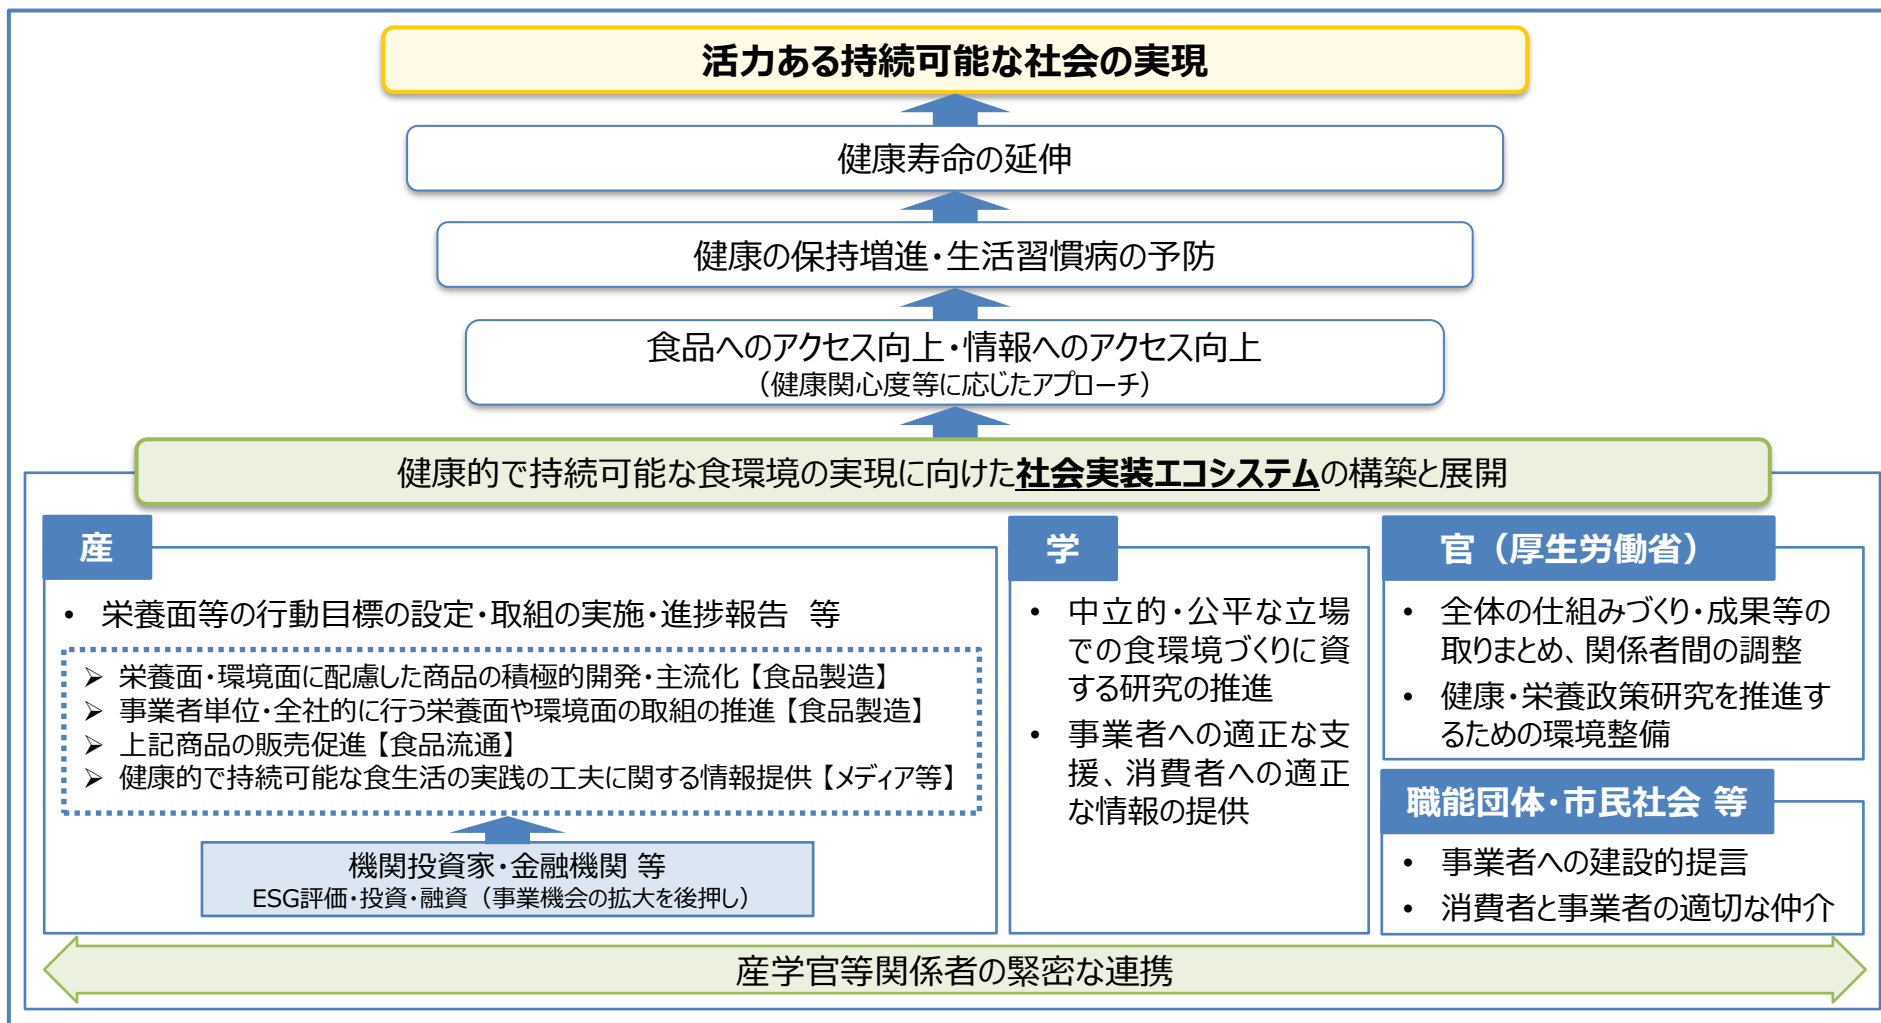 活力ある持続可能な社会の実現
健康寿命の延伸
健康の保持増進・生活習慣病の予防
食品へのアクセス向上・情報へのアクセス向上
（健康関心度等に応じたアプローチ）
健康的で持続可能な食環境の実現に向けた社会実装エコシステムの構築と展開
産
• 栄養面等の行動目標の設定・取組の実施・進捗報告 等
➢ 栄養面・環境面に配慮した商品の積極的開発・主流化【食品製造】
➢ 事業者単位・全社的に行う栄養面や環境面の取組の推進【食品製造】
➢ 上記商品の販売促進【食品流通】
➢ 健康的で持続可能な食生活の実践の工夫に関する情報提供【メディア等】
機関投資家・金融機関 等
ESG評価・投資・融資（事業機会の拡大を後押し）
学
• 中立的・公平な立場
での食環境づくりに資
する研究の推進
• 事業者への適正な支
援、消費者への適正
な情報の提供
官（厚生労働省）
• 全体の仕組みづくり・成果等の
取りまとめ、関係者間の調整
• 健康・栄養政策研究を推進す
るための環境整備
職能団体・市民社会 等
• 事業者への建設的提言
• 消費者と事業者の適切な仲介
産学官等関係者の緊密な連携